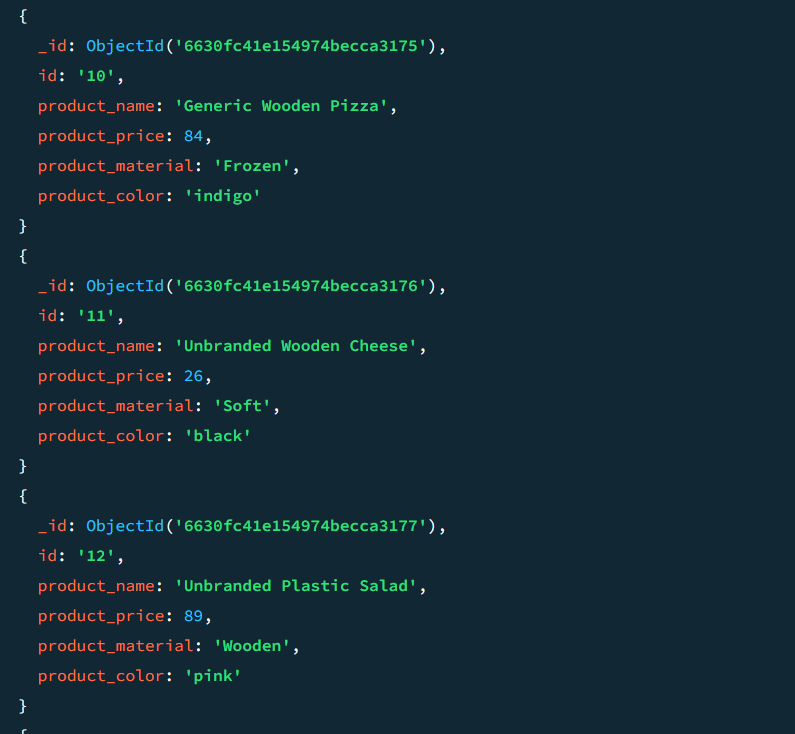 {
_id: ObjectId('6630fc41e154974becca3175'),
id: '10',
product_name: 'Generic Wooden Pizza',
product_price: 84,
product_material: 'Frozen',
product_color: 'indigo'
}
{
_id: ObjectId('6630fc41e154974becca3176'),
id: '11',
product_name: 'Unbranded Wooden Cheese',
product_price: 26,
product_material: 'Soft',
product_color: 'black'
}
{
_id: ObjectId('6630fc41e154974becca3177'),
id: '12',
product_name: 'Unbranded Plastic Salad',
product_price: 89,
product_material: 'Wooden',
product_color: 'pink'
}
{